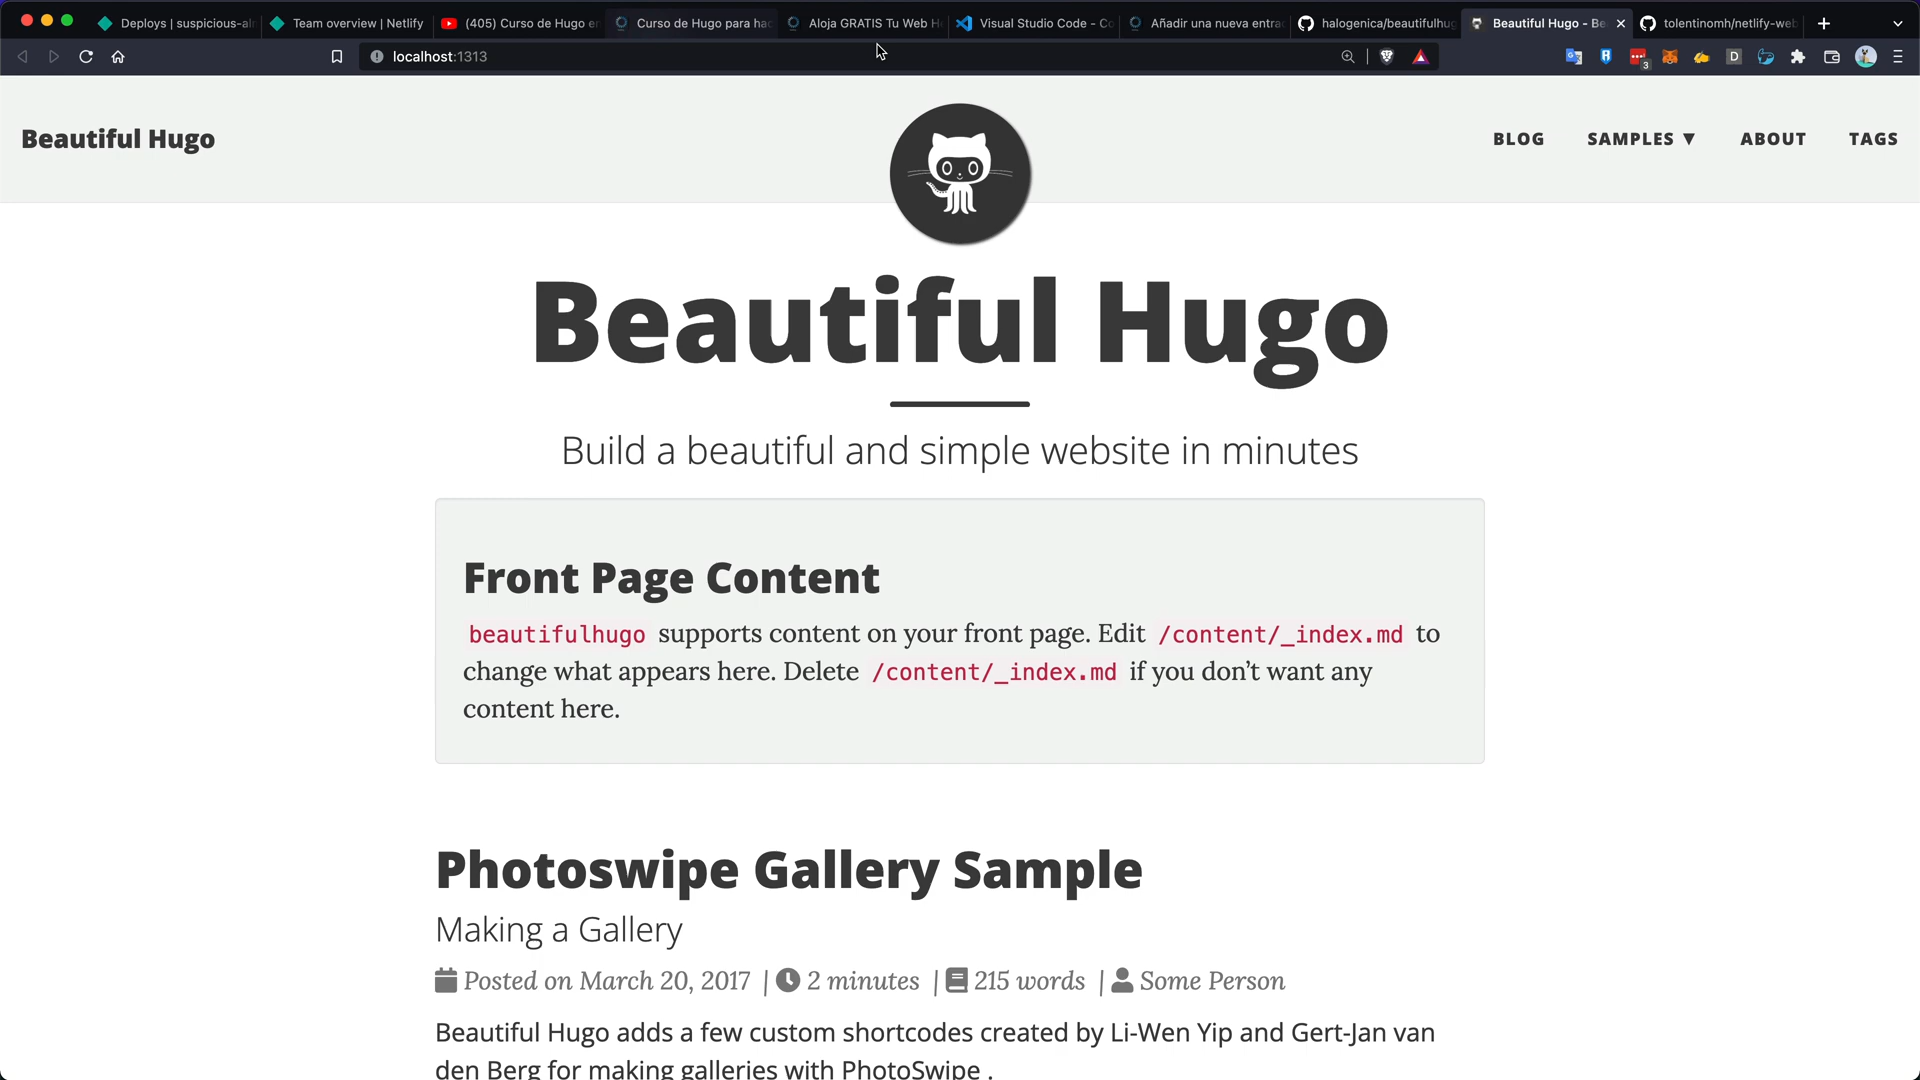 Deploys | suspicious-al
Team overview | Netlify
(405) Curso de Hugo e
Curso de Hugo para hac
Aloja GRATIS Tu Web H
Visual Studio Code - Co
Añadir una nueva entra
halogenica/beautifulhug
Beautiful Hugo - Be
tolentinomh/netlify-web
localhost:1313
3
D
Beautiful Hugo
BLOG
SAMPLES ▼
ABOUT
TAGS
Beautiful Hugo
Build a beautiful and simple website in minutes
Front Page Content
beautifulhugo supports content on your front page. Edit /content/_index.md to
change what appears here. Delete /content/_index.md if you don’t want any
content here.
Photoswipe Gallery Sample
Making a Gallery
Posted on March 20, 2017 | 2 minutes | 215 words | Some Person
Beautiful Hugo adds a few custom shortcodes created by Li-Wen Yip and Gert-Jan van
den Berg for making galleries with PhotoSwipe .